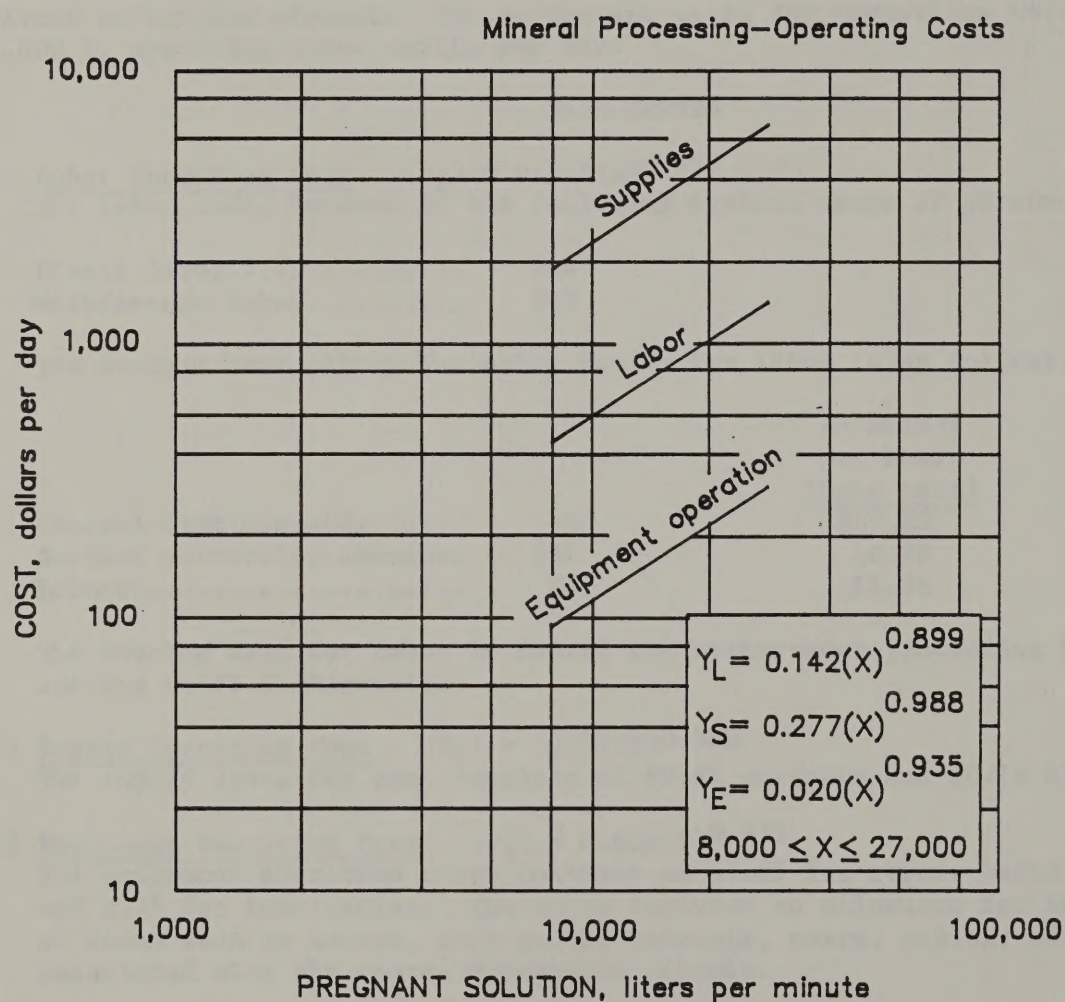 Mineral Processing-Operating Costs
10,000
1,000
100
10
COST, dollars per day
Supplies
Labor
Equipment operation
Y_L = 0.142(X)^0.899
Y_S = 0.277(X)^0.988
Y_E = 0.020(X)^0.935
8,000 ≤ X ≤ 27,000
1,000 10,000 100,000
PREGNANT SOLUTION, liters per minute